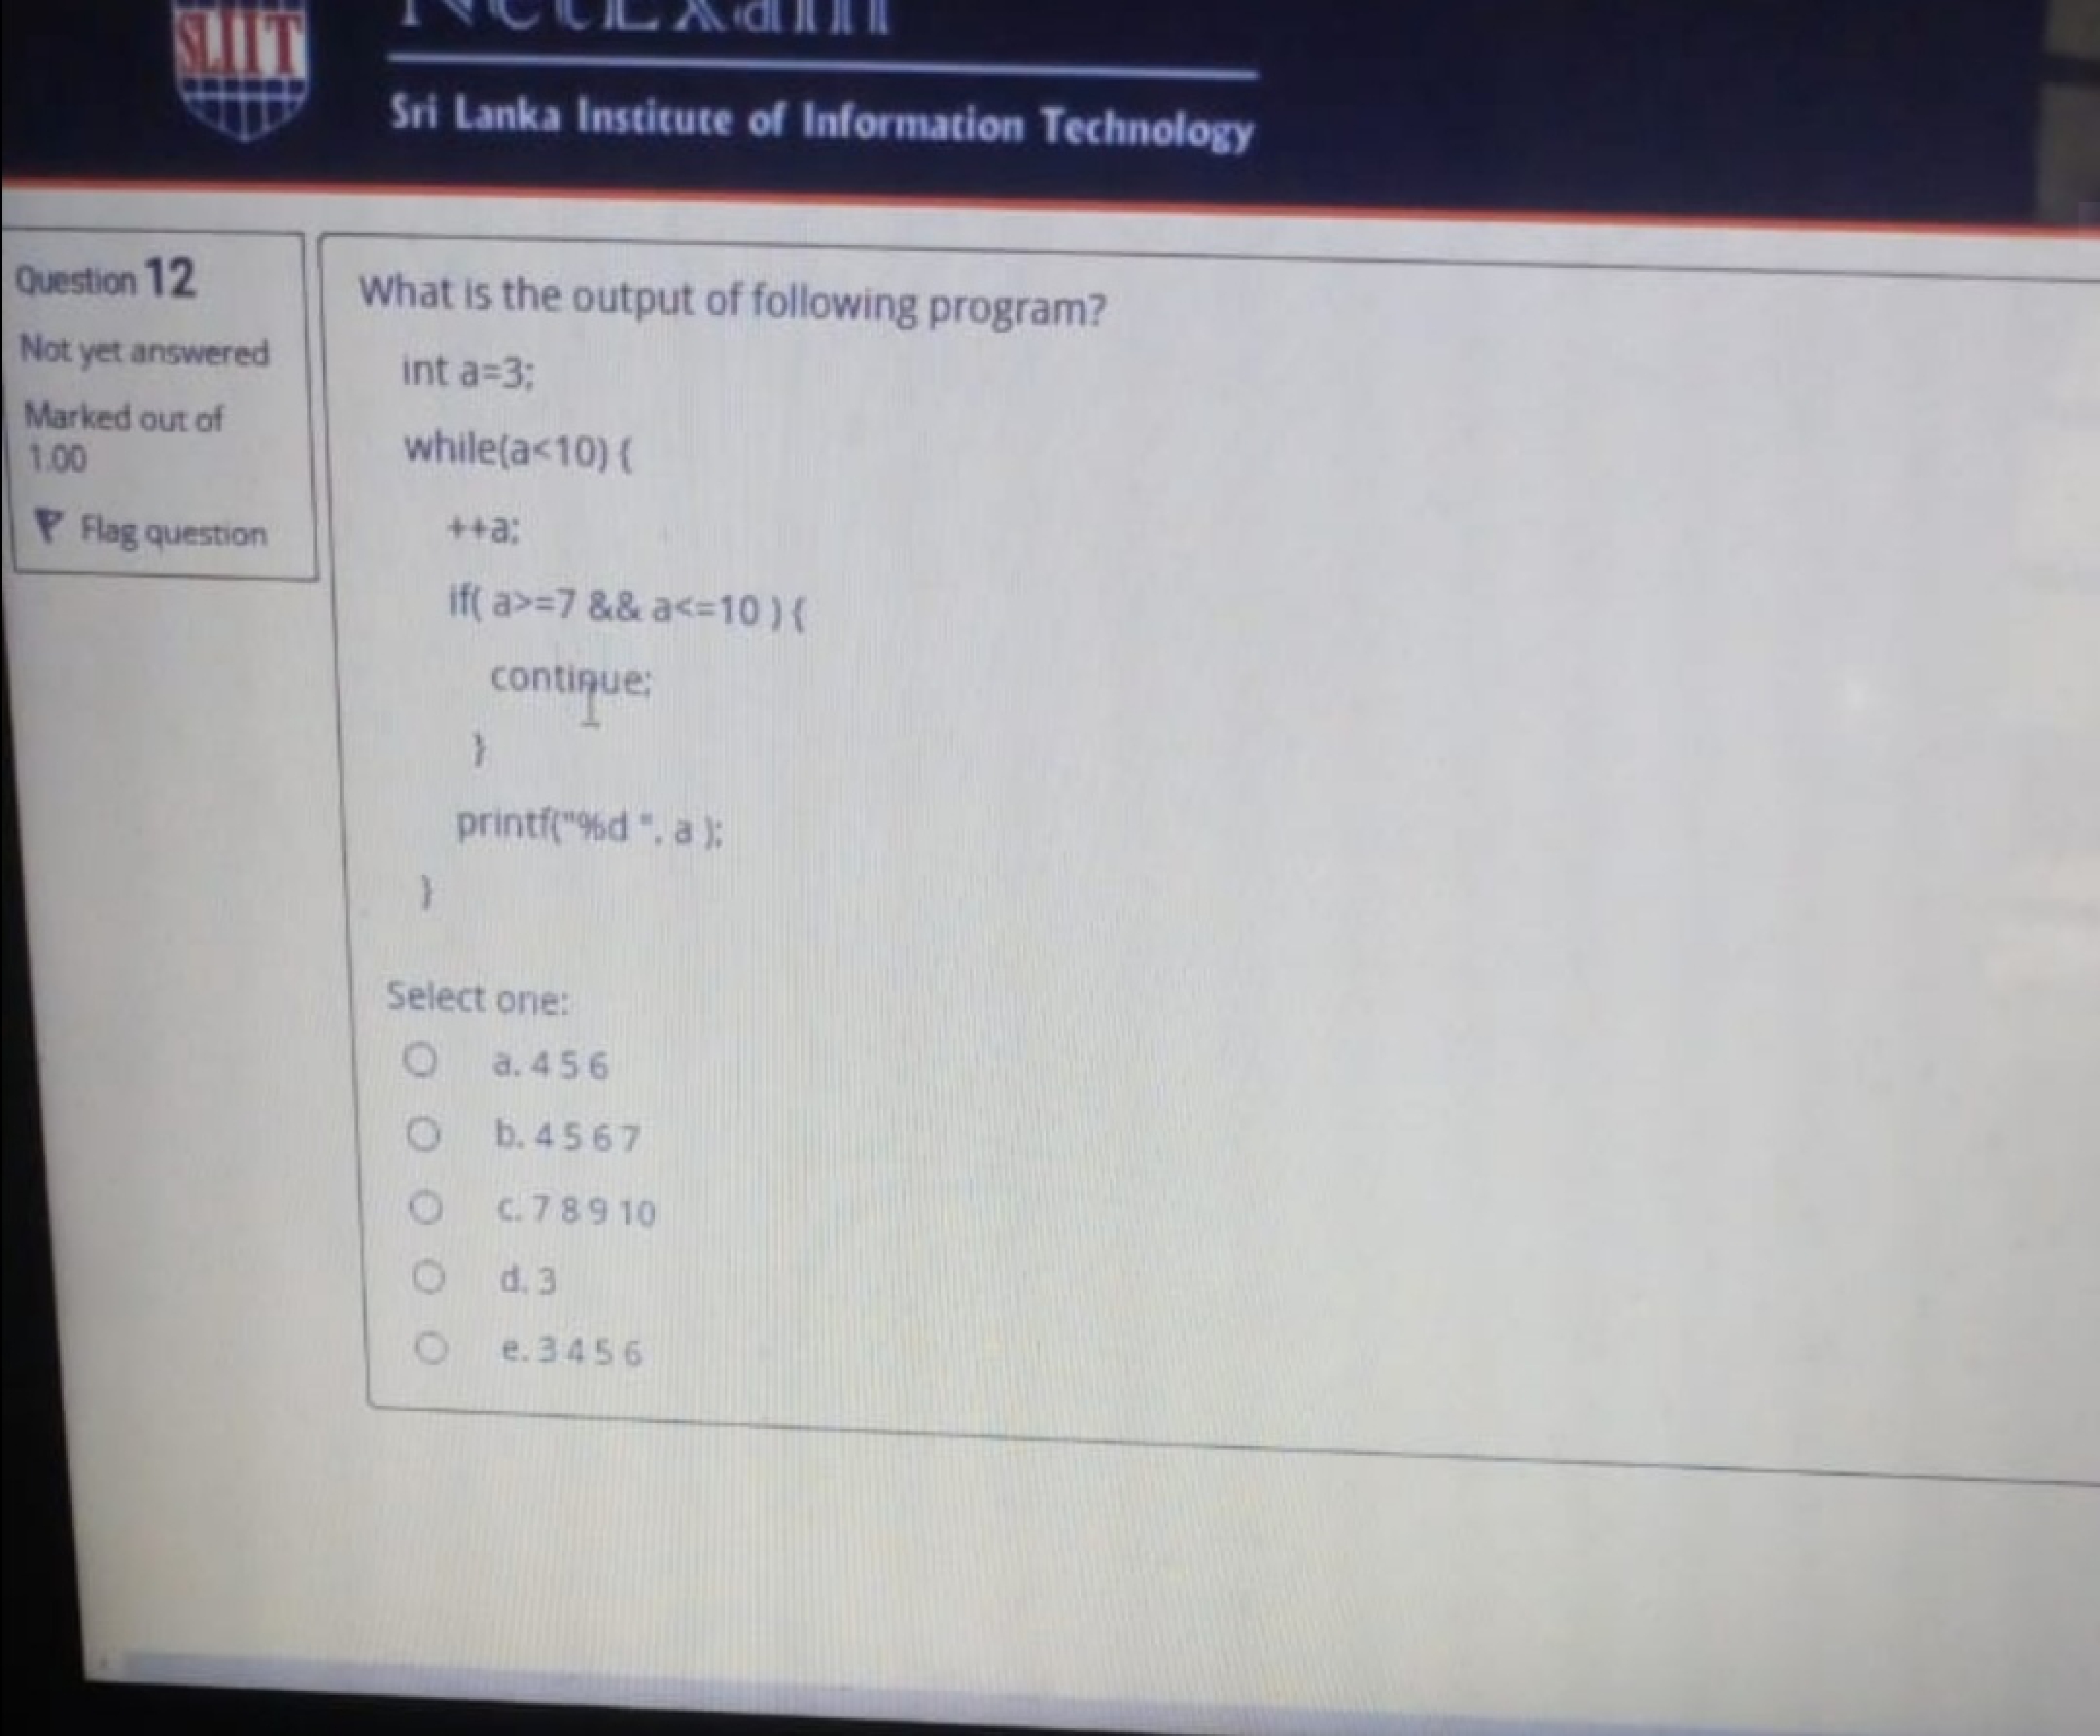 SLIIT
NetExam
Sri Lanka Institute of Information Technology
Question 12
Not yet answered
Marked out of
1.00
Flag question
What is the output of following program?
int a=3;
while(a<10) {
++a;
if( a>=7 && a<=10 ) {
continue;
}
printf("%d ", a );
}
Select one:
a. 4 5 6
b. 4 5 6 7
c. 7 8 9 10
d. 3
e. 3 4 5 6